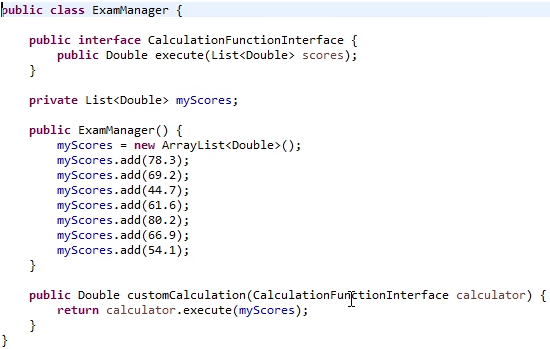 public class ExamManager {
public interface CalculationFunctionInterface {
public Double execute(List<Double> scores);
}
private List<Double> myScores;
public ExamManager() {
myScores = new ArrayList<Double>();
myScores.add(78.3);
myScores.add(69.2);
myScores.add(44.7);
myScores.add(61.6);
myScores.add(80.2);
myScores.add(66.9);
myScores.add(54.1);
}
public Double customCalculation(CalculationFunctionInterface calculator) {
return calculator.execute(myScores);
}
}